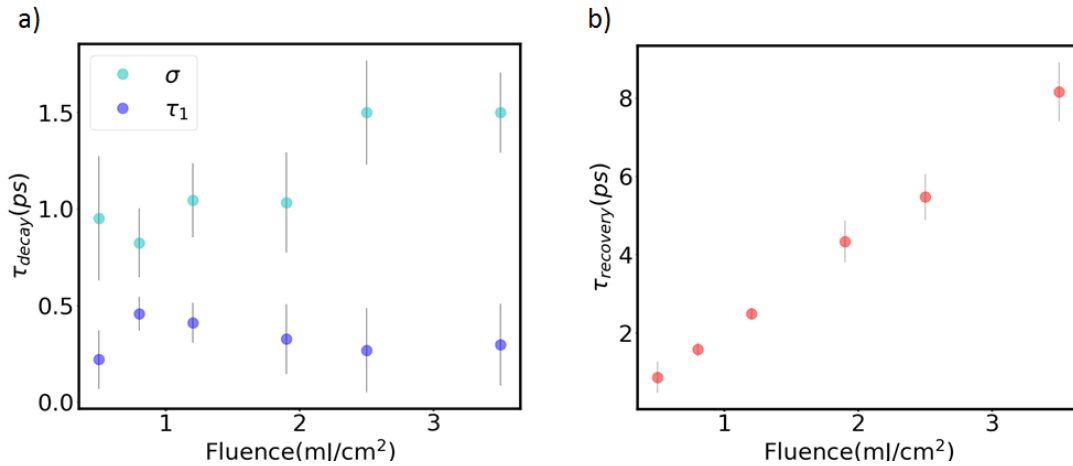 a)
σ
τ₁
1.5
1.0
0.5
0.0
τdecay(ps)
1 2 3
Fluence(mJ/cm²)
b)
8
6
4
2
τrecovery(ps)
1 2 3
Fluence(mJ/cm²)